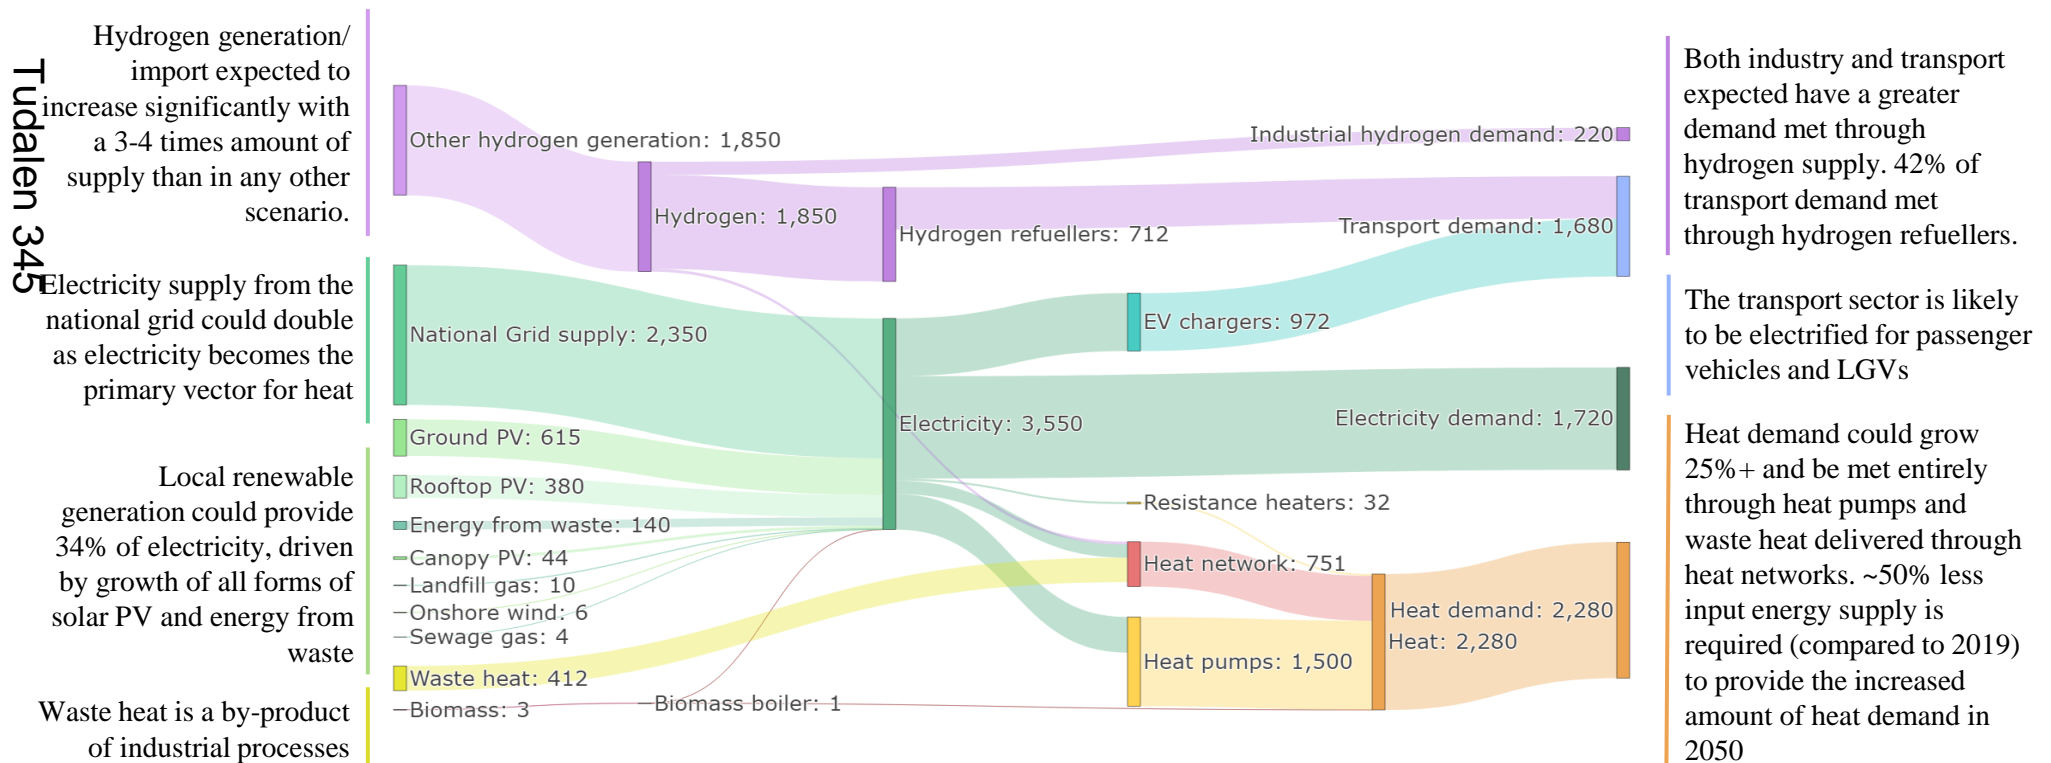 Tudalen 345
Hydrogen generation/
import expected to
increase significantly with
a 3-4 times amount of
supply than in any other
scenario.
Electricity supply from the
national grid could double
as electricity becomes the
primary vector for heat
Local renewable
generation could provide
34% of electricity, driven
by growth of all forms of
solar PV and energy from
waste
Waste heat is a by-product
of industrial processes
Other hydrogen generation: 1,850
Hydrogen: 1,850
Hydrogen refuellers: 712
Industrial hydrogen demand: 220
Transport demand: 1,680
National Grid supply: 2,350
EV chargers: 972
Ground PV: 615
Electricity: 3,550
Electricity demand: 1,720
Rooftop PV: 380
Resistance heaters: 32
Energy from waste: 140
Canopy PV: 44
Heat network: 751
Landfill gas: 10
Onshore wind: 6
Heat demand: 2,280
Sewage gas: 4
Heat: 2,280
Heat pumps: 1,500
Waste heat: 412
Biomass boiler: 1
Biomass: 3
Both industry and transport
expected have a greater
demand met through
hydrogen supply. 42% of
transport demand met
through hydrogen refuellers.
The transport sector is likely
to be electrified for passenger
vehicles and LGVs
Heat demand could grow
25%+ and be met entirely
through heat pumps and
waste heat delivered through
heat networks. ~50% less
input energy supply is
required (compared to 2019)
to provide the increased
amount of heat demand in
2050